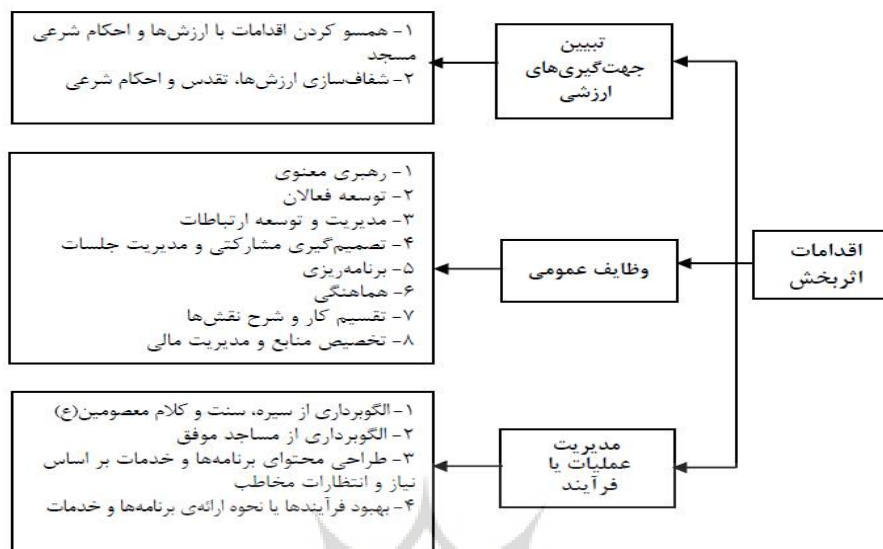 اقدامات
اثربخش
تبیین
جهت‌گیری‌های
ارزشی
۱- همسو کردن اقدامات با ارزش‌ها و احکام شرعی
مسجد
۲- شفاف‌سازی ارزش‌ها، تقدس و احکام شرعی
وظایف عمومی
۱- رهبری معنوی
۲- توسعه فعالان
۳- مدیریت و توسعه ارتباطات
۴- تصمیم‌گیری مشارکتی و مدیریت جلسات
۵- برنامه‌ریزی
۶- هماهنگی
۷- تقسیم کار و شرح نقش‌ها
۸- تخصیص منابع و مدیریت مالی
مدیریت
عملیات یا
فرآیند
۱- الگوبرداری از سیره، سنت و کلام معصومین(ع)
۲- الگوبرداری از مساجد موفق
۳- طراحی محتوای برنامه‌ها و خدمات بر اساس
نیاز و انتظارات مخاطب
۴- بهبود فرآیندها یا نحوه ارائه‌ی برنامه‌ها و خدمات